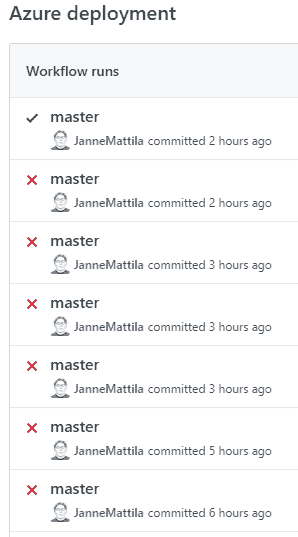 Azure deployment
Workflow runs
master
JanneMattila committed 2 hours ago
master
JanneMattila committed 2 hours ago
master
JanneMattila committed 3 hours ago
master
JanneMattila committed 3 hours ago
master
JanneMattila committed 3 hours ago
master
JanneMattila committed 5 hours ago
master
JanneMattila committed 6 hours ago